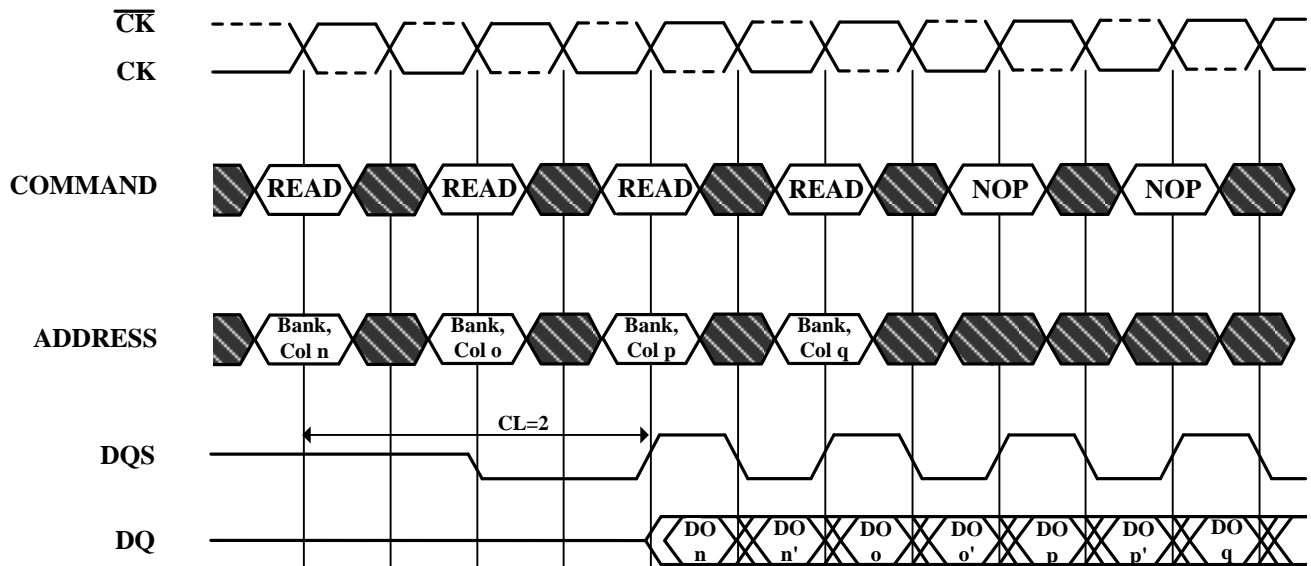 CK
CK
COMMAND READ READ READ READ NOP NOP
ADDRESS Bank, Col n Bank, Col o Bank, Col p Bank, Col q
CL=2
DQS
DQ DO n DO n' DO o DO o' DO p DO p' DO q